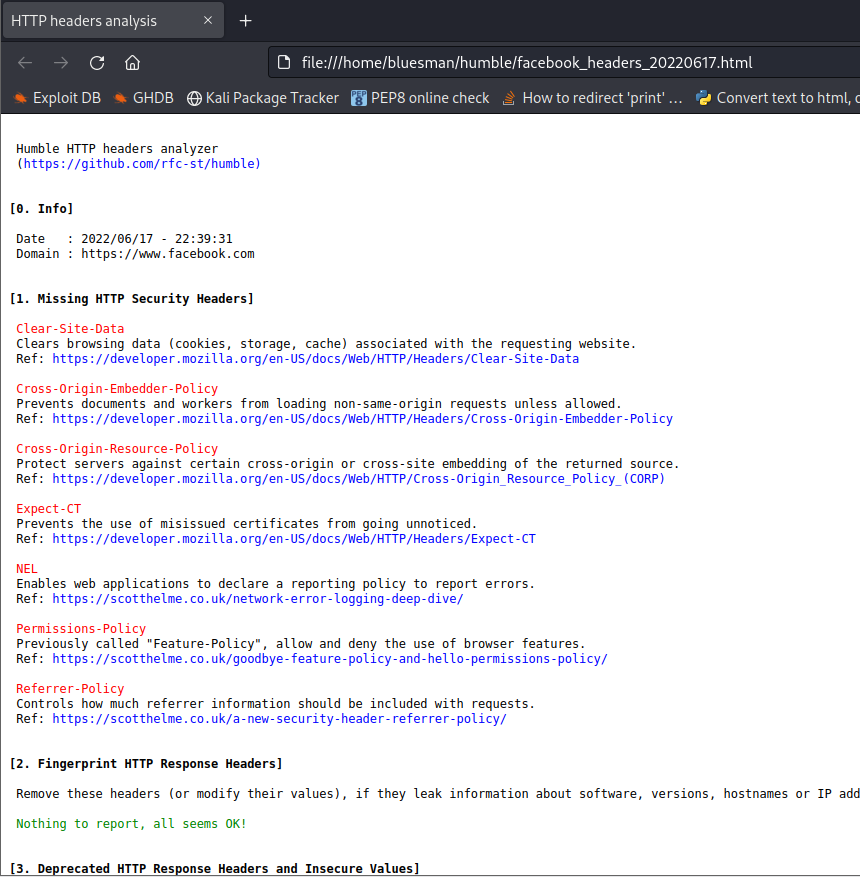 HTTP headers analysis
file:///home/bluesman/humble/facebook_headers_20220617.html
Exploit DB GHDB Kali Package Tracker PEP8 online check How to redirect 'print' ... Convert text to html,
Humble HTTP headers analyzer
(https://github.com/rfc-st/humble)
[0. Info]
Date : 2022/06/17 - 22:39:31
Domain : https://www.facebook.com
[1. Missing HTTP Security Headers]
Clear-Site-Data
Clears browsing data (cookies, storage, cache) associated with the requesting website.
Ref: https://developer.mozilla.org/en-US/docs/Web/HTTP/Headers/Clear-Site-Data
Cross-Origin-Embedder-Policy
Prevents documents and workers from loading non-same-origin requests unless allowed.
Ref: https://developer.mozilla.org/en-US/docs/Web/HTTP/Headers/Cross-Origin-Embedder-Policy
Cross-Origin-Resource-Policy
Protect servers against certain cross-origin or cross-site embedding of the returned source.
Ref: https://developer.mozilla.org/en-US/docs/Web/HTTP/Cross-Origin_Resource_Policy_(CORP)
Expect-CT
Prevents the use of misissued certificates from going unnoticed.
Ref: https://developer.mozilla.org/en-US/docs/Web/HTTP/Headers/Expect-CT
NEL
Enables web applications to declare a reporting policy to report errors.
Ref: https://scotthelme.co.uk/network-error-logging-deep-dive/
Permissions-Policy
Previously called "Feature-Policy", allow and deny the use of browser features.
Ref: https://scotthelme.co.uk/goodbye-feature-policy-and-hello-permissions-policy/
Referrer-Policy
Controls how much referrer information should be included with requests.
Ref: https://scotthelme.co.uk/a-new-security-header-referrer-policy/
[2. Fingerprint HTTP Response Headers]
Remove these headers (or modify their values), if they leak information about software, versions, hostnames or IP add
Nothing to report, all seems OK!
[3. Deprecated HTTP Response Headers and Insecure Values]